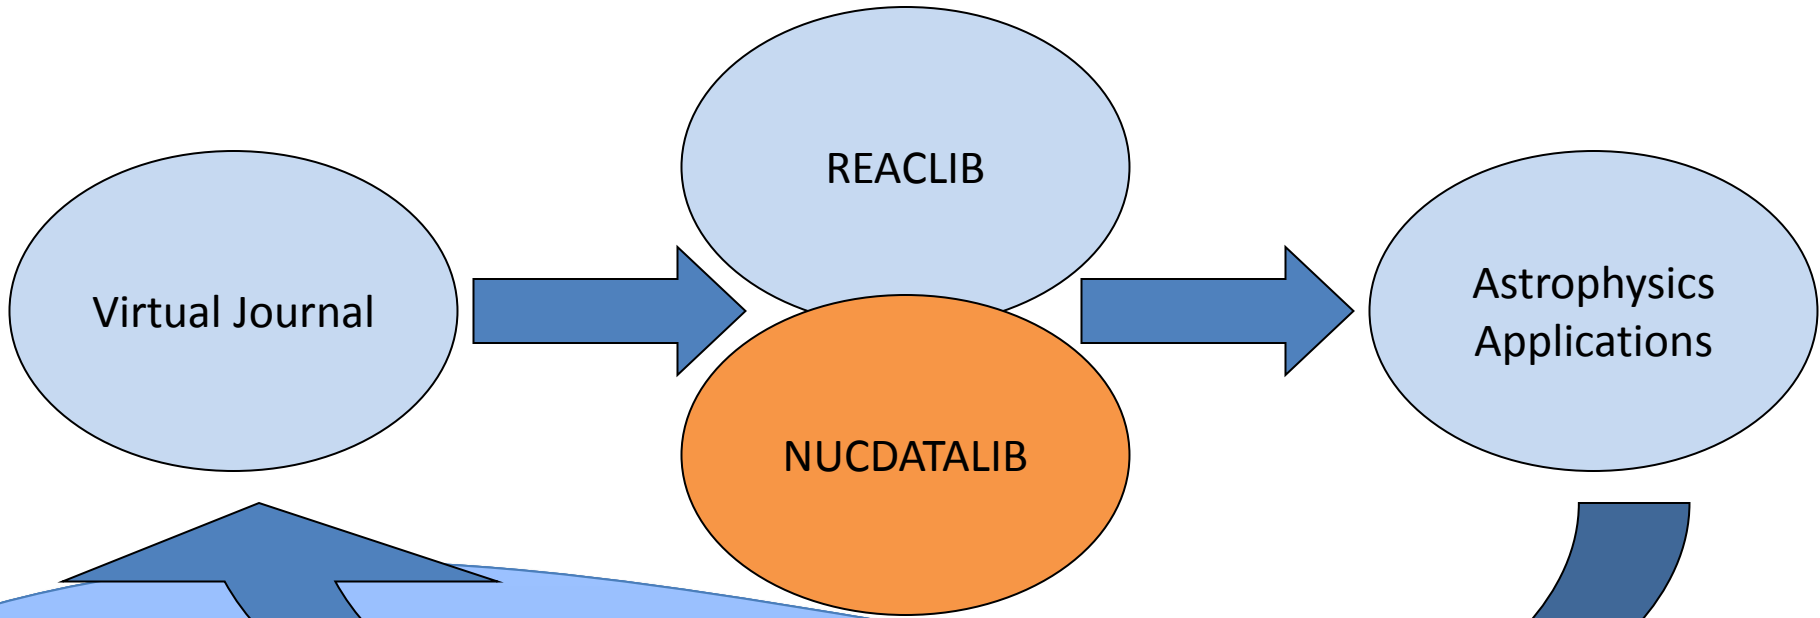 REACLIB
Virtual Journal
Astrophysics
Applications
NUCDATALIB